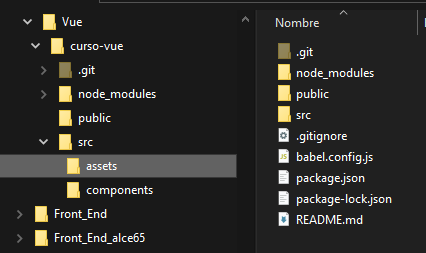 Vue
curso-vue
.git
node_modules
public
src
assets
components
Front_End
Front_End_alce65
Nombre
.git
node_modules
public
src
.gitignore
babel.config.js
package.json
package-lock.json
README.md